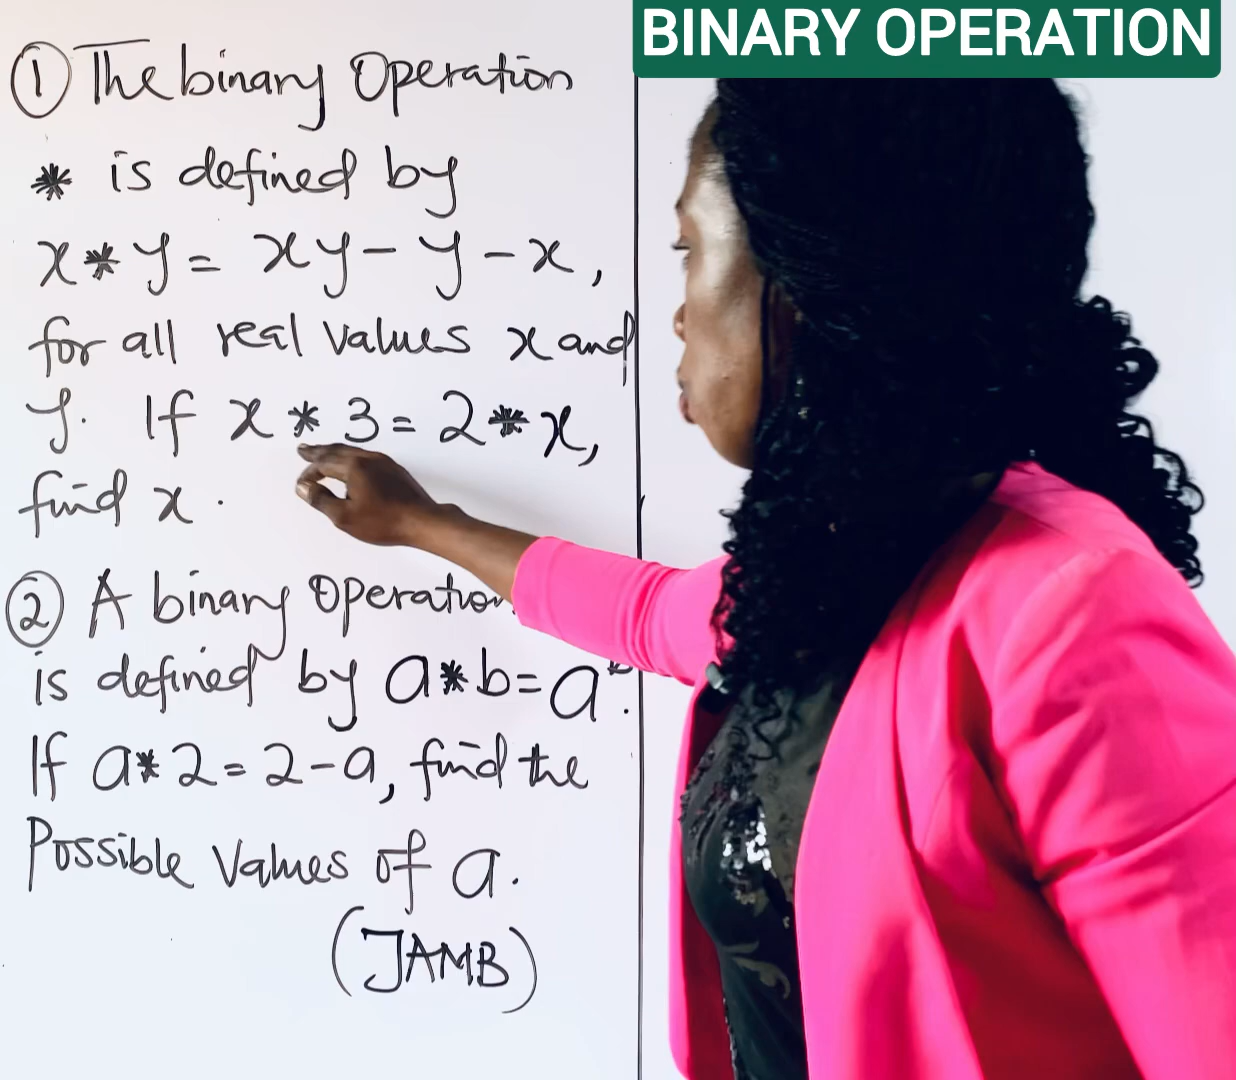 BINARY OPERATION
① The binary Operation
* is defined by
x * y = xy - y - x,
for all real values x and
y. If x * 3 = 2 * x,
find x.
② A binary operation
is defined by a * b = aᵇ.
If a * 2 = 2 - a, find the
Possible values of a.
(JAMB)